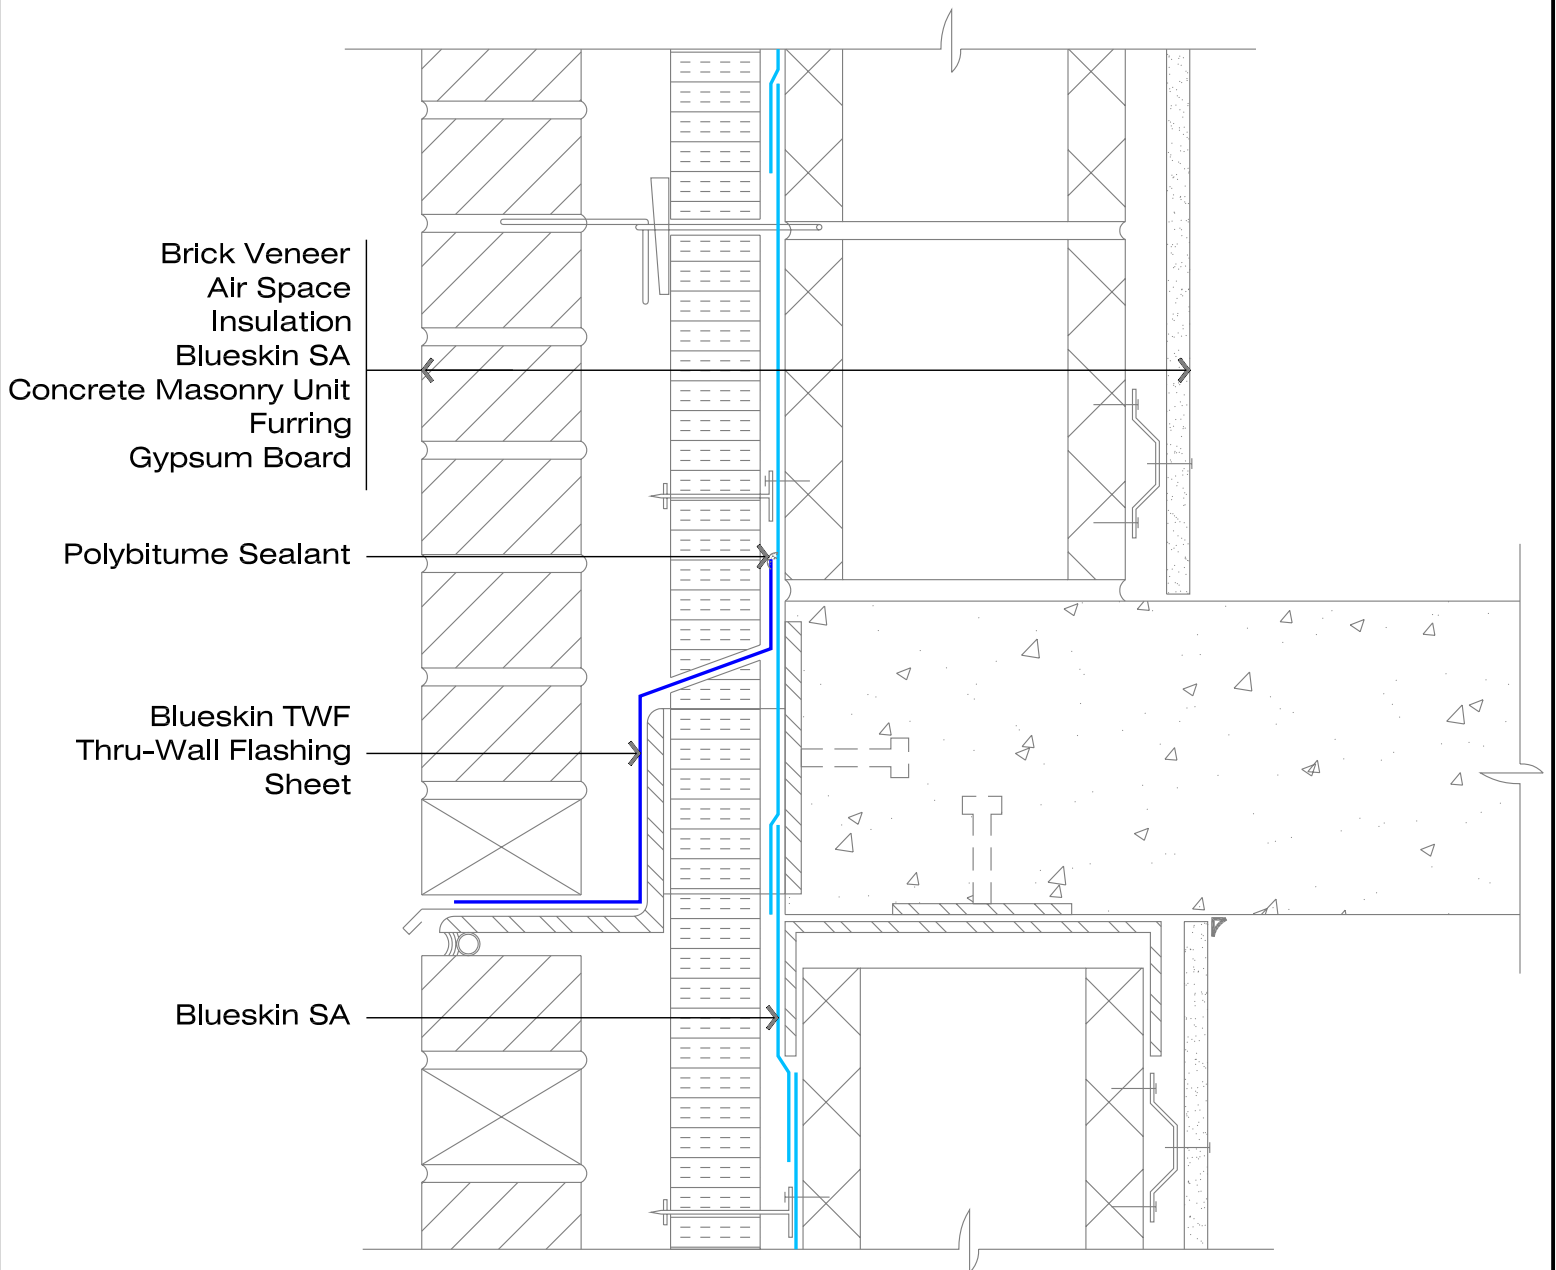 Brick Veneer
Air Space
Insulation
Blueskin SA
Concrete Masonry Unit
Furring
Gypsum Board
Polybitume Sealant
Blueskin TWF
Thru-Wall Flashing
Sheet
Blueskin SA